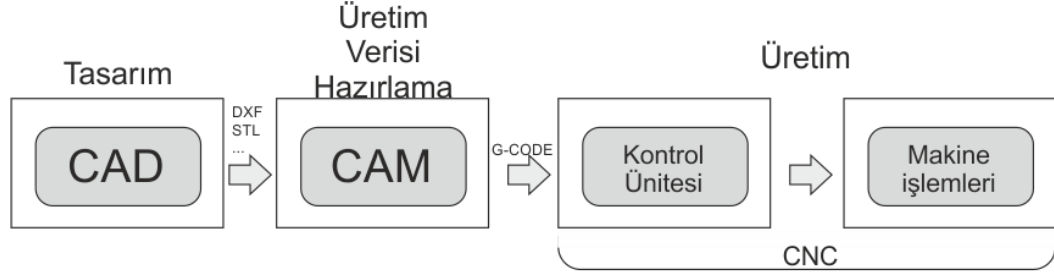 Tasarım
Üretim
Verisi
Hazırlama
Üretim
CAD
DXF
STL
...
CAM
G-CODE
Kontrol
Ünitesi
Makine
işlemleri
CNC